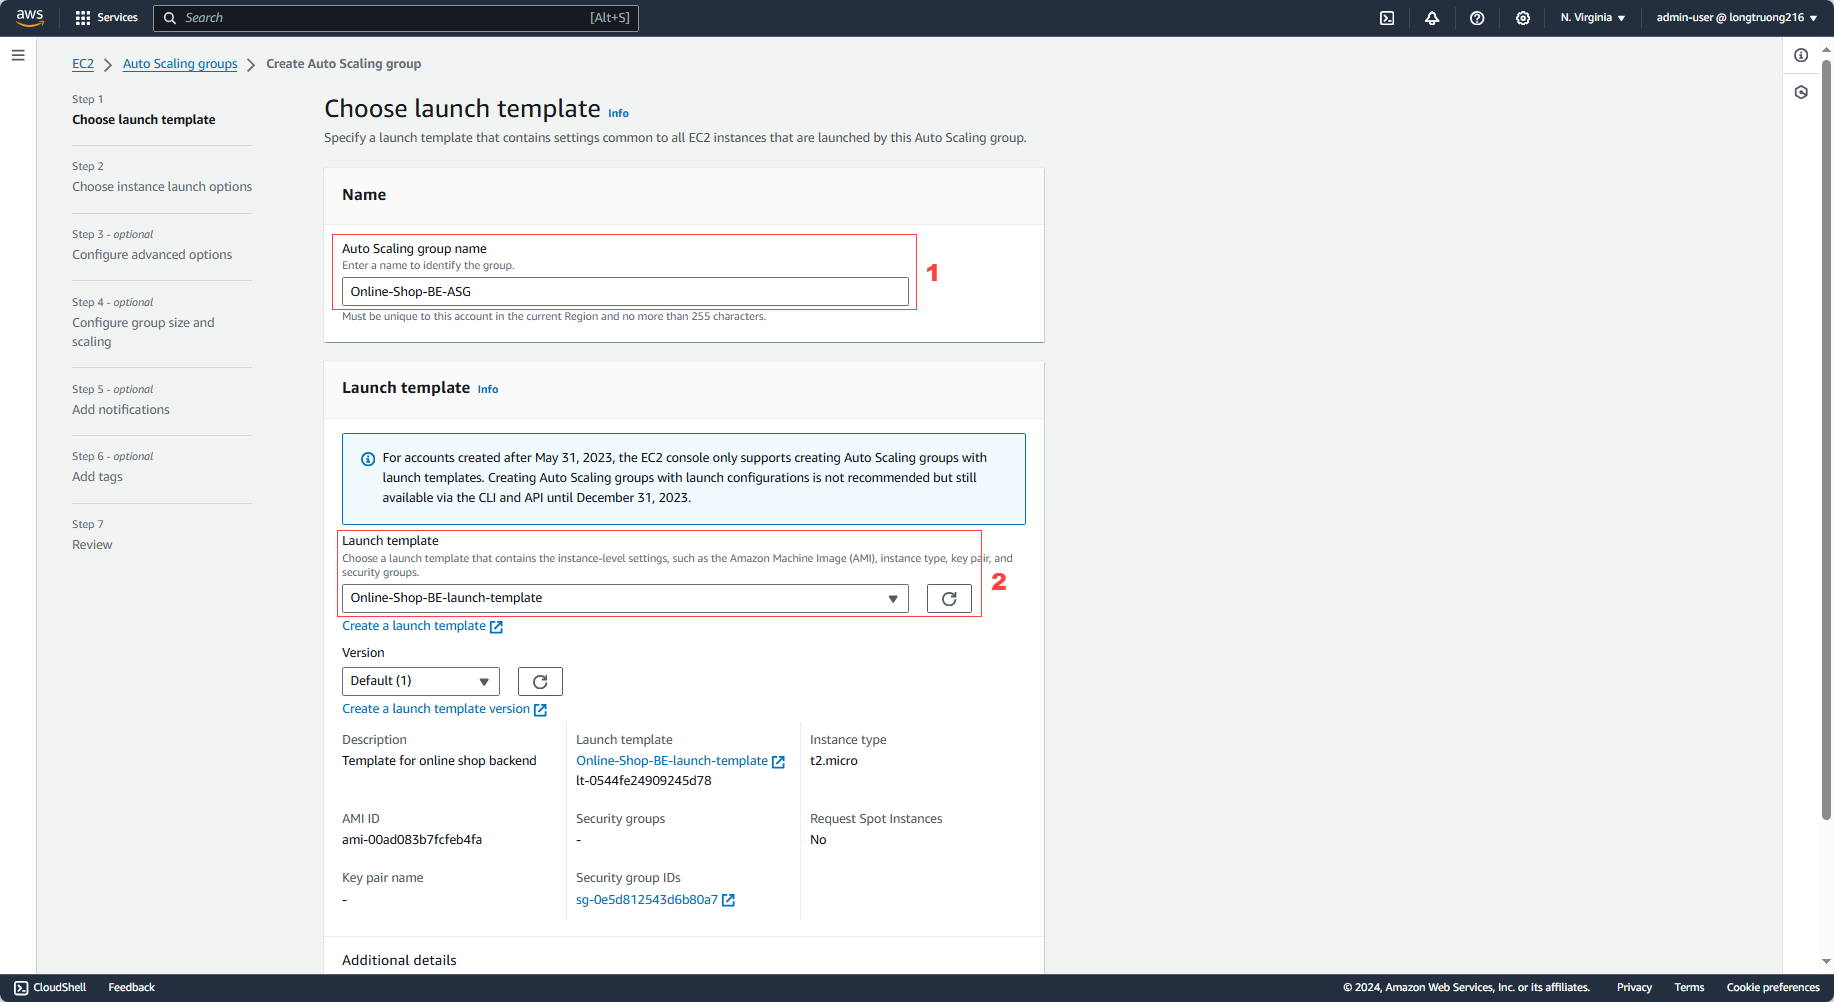 aws
Services
Search
[Alt+S]
N. Virginia
admin-user @ longtruong216
EC2
Auto Scaling groups
Create Auto Scaling group
Step 1
Choose launch template
Step 2
Choose instance launch options
Step 3 - optional
Configure advanced options
Step 4 - optional
Configure group size and
scaling
Step 5 - optional
Add notifications
Step 6 - optional
Add tags
Step 7
Review
Choose launch template Info
Specify a launch template that contains settings common to all EC2 instances that are launched by this Auto Scaling group.
Name
Auto Scaling group name
Enter a name to identify the group.
Online-Shop-BE-ASG
1
Must be unique to this account in the current Region and no more than 255 characters.
Launch template Info
For accounts created after May 31, 2023, the EC2 console only supports creating Auto Scaling groups with
launch templates. Creating Auto Scaling groups with launch configurations is not recommended but still
available via the CLI and API until December 31, 2023.
Launch template
Choose a launch template that contains the instance-level settings, such as the Amazon Machine Image (AMI), instance type, key pair, and
security groups.
2
Online-Shop-BE-launch-template
Create a launch template
Version
Default (1)
Create a launch template version
Description
Template for online shop backend
Launch template
Online-Shop-BE-launch-template
lt-0544fe24909245d78
Instance type
t2.micro
AMI ID
ami-00ad083b7fcfeb4fa
Security groups
-
Request Spot Instances
No
Key pair name
-
Security group IDs
sg-0e5d812543d6b80a7
Additional details
CloudShell
Feedback
© 2024, Amazon Web Services, Inc. or its affiliates.
Privacy
Terms
Cookie preferences